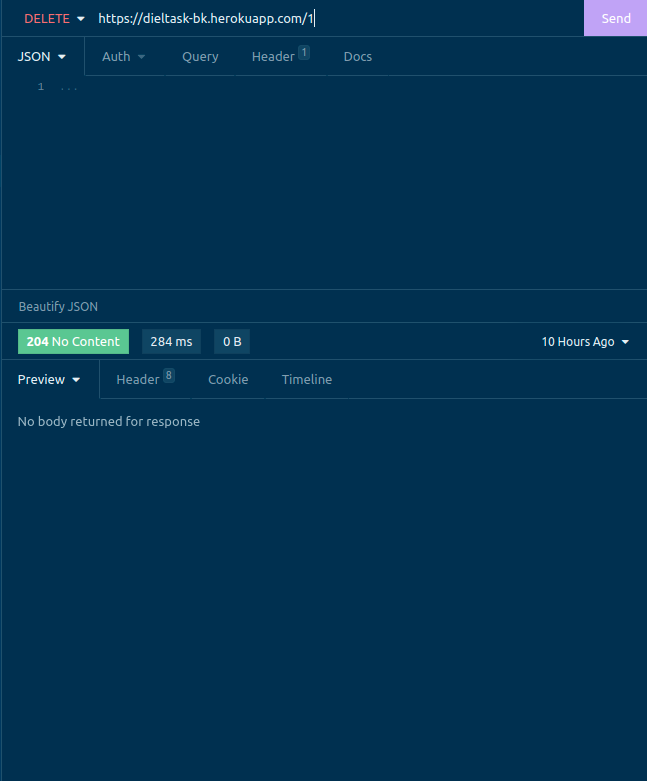 DELETE https://dieltask-bk.herokuapp.com/1 Send
JSON Auth Query Header 1 Docs
1 ...
Beautify JSON
204 No Content 284 ms 0 B 10 Hours Ago
Preview Header 8 Cookie Timeline
No body returned for response